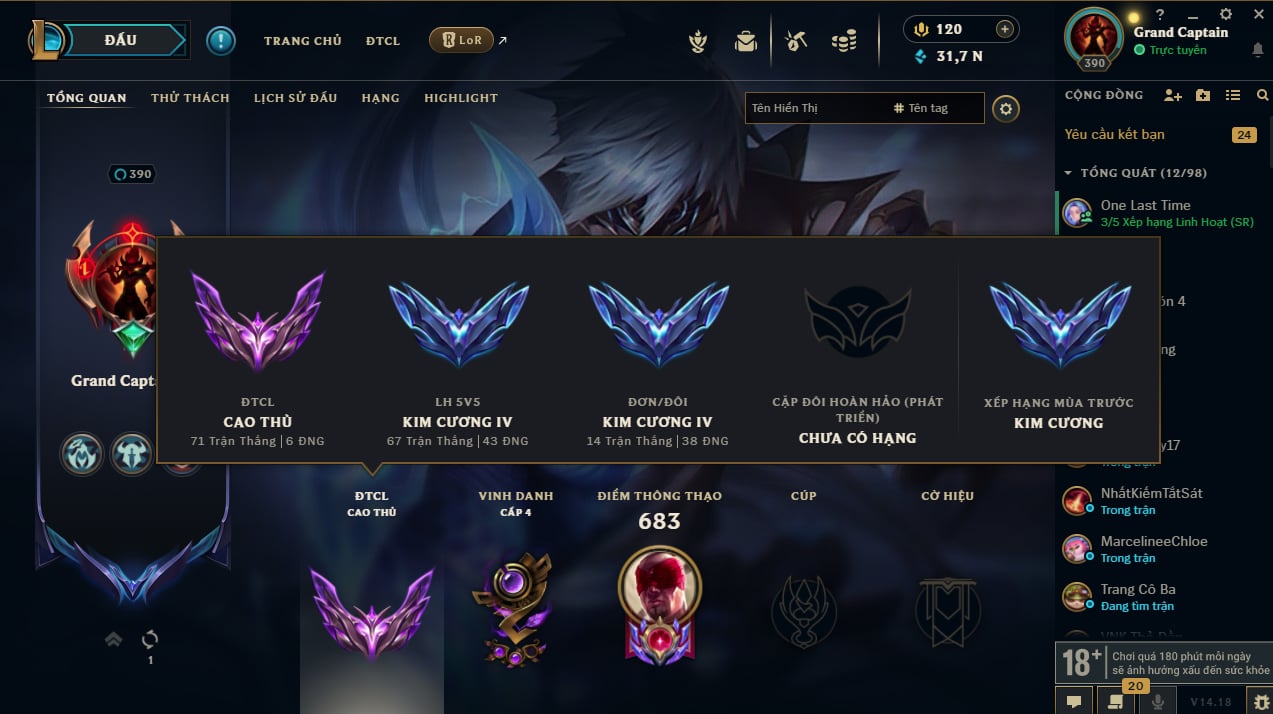 ĐẤU
TRANG CHỦ
ĐTCL
LoR
120
31,7 N
390
?
Grand Captain
Trực tuyến
TỔNG QUAN
THỬ THÁCH
LỊCH SỬ ĐẤU
HẠNG
HIGHLIGHT
Tên Hiển Thị
# Tên tag
CỘNG ĐỒNG
Yêu cầu kết bạn
24
TỔNG QUÁT (12/98)
One Last Time
3/5 Xếp hạng Linh Hoạt (SR)
390
Grand Capta
ĐTCL
CAO THỦ
71 Trận Thắng | 6 ĐNG
LH 5V5
KIM CƯƠNG IV
67 Trận Thắng | 43 ĐNG
ĐƠN/ĐÔI
KIM CƯƠNG IV
14 Trận Thắng | 38 ĐNG
CẶP ĐÔI HOÀN HẢO (PHÁT
TRIỂN)
CHƯA CÓ HẠNG
XẾP HẠNG MÙA TRƯỚC
KIM CƯƠNG
ón 4
ng
y17
Trong trận
NhấtKiếmTắtSát
Trong trận
MarcelineeChloe
Trong trận
Trang Cô Ba
Đang tìm trận
ĐTCL
CAO THỦ
VINH DANH
CẤP 4
ĐIỂM THÔNG THẠO
683
CÚP
CỜ HIỆU
1
18+
Chơi quá 180 phút mỗi ngày
sẽ ảnh hưởng xấu đến sức khỏe
20
V14.18